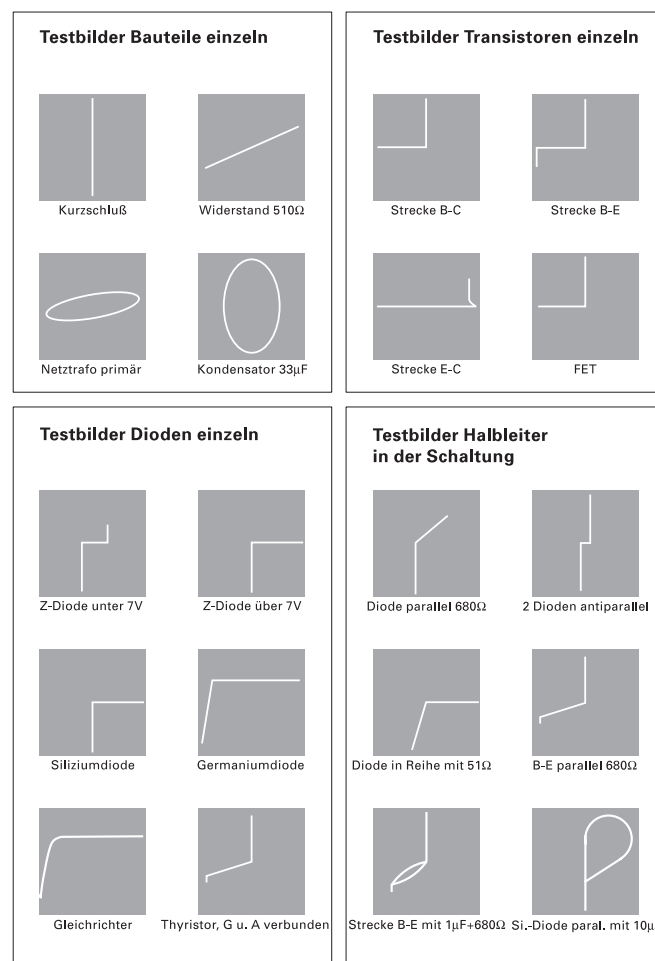 Testbilder Bauteile einzeln
Kurzschluß
Widerstand 510Ω
Netztrafo primär
Kondensator 33µF
Testbilder Transistoren einzeln
Strecke B-C
Strecke B-E
Strecke E-C
FET
Testbilder Dioden einzeln
Z-Diode unter 7V
Z-Diode über 7V
Siliziumdiode
Germaniumdiode
Gleichrichter
Thyristor, G u. A verbunden
Testbilder Halbleiter
in der Schaltung
Diode parallel 680Ω
2 Dioden antiparallel
Diode in Reihe mit 51Ω
B-E parallel 680Ω
Strecke B-E mit 1µF+680Ω
Si.-Diode paral. mit 10µ